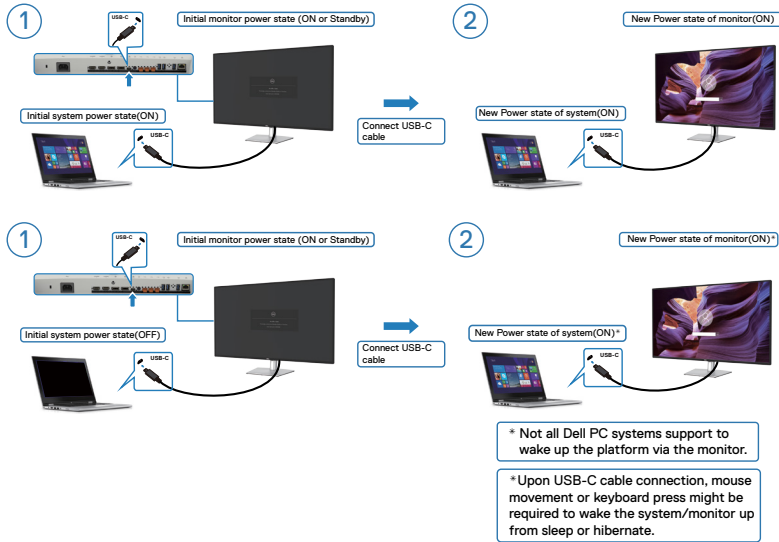 1
USB-C
Initial monitor power state (ON or Standby)
Initial system power state(ON)
USB-C
Connect USB-C
cable
2
New Power state of monitor(ON)
New Power state of system(ON)
USB-C
1
USB-C
Initial monitor power state (ON or Standby)
Initial system power state(OFF)
USB-C
Connect USB-C
cable
2
New Power state of monitor(ON)*
New Power state of system(ON)*
USB-C
* Not all Dell PC systems support to
wake up the platform via the monitor.
*Upon USB-C cable connection, mouse
movement or keyboard press might be
required to wake the system/monitor up
from sleep or hibernate.